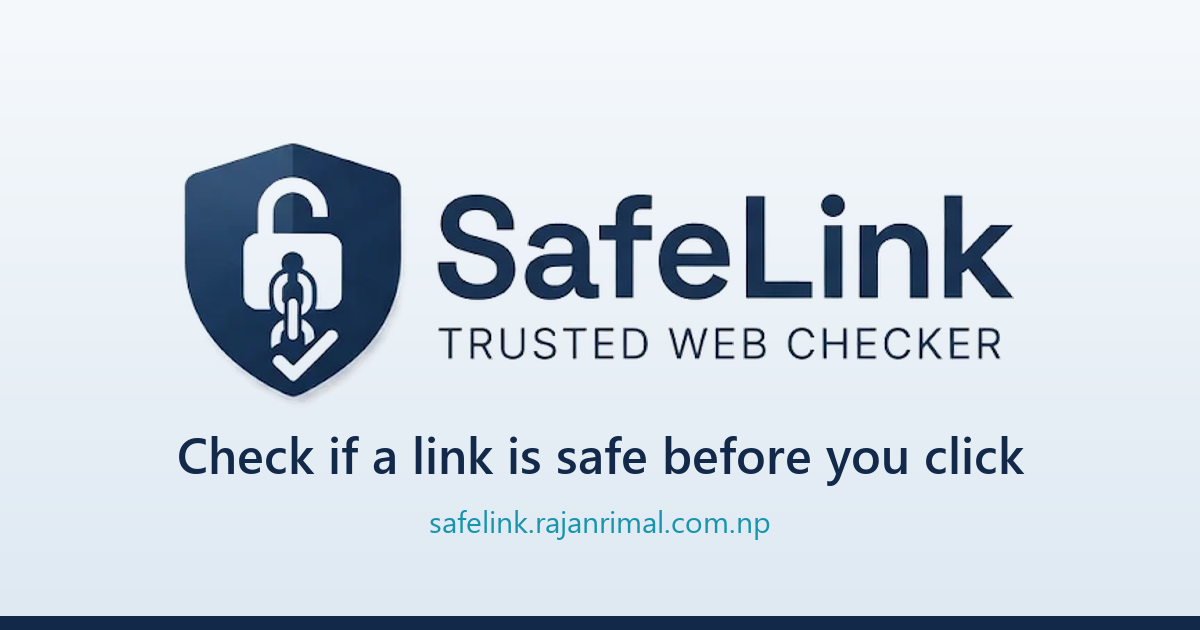 SafeLink
TRUSTED WEB CHECKER
Check if a link is safe before you click
safelink.rajanrimal.com.np